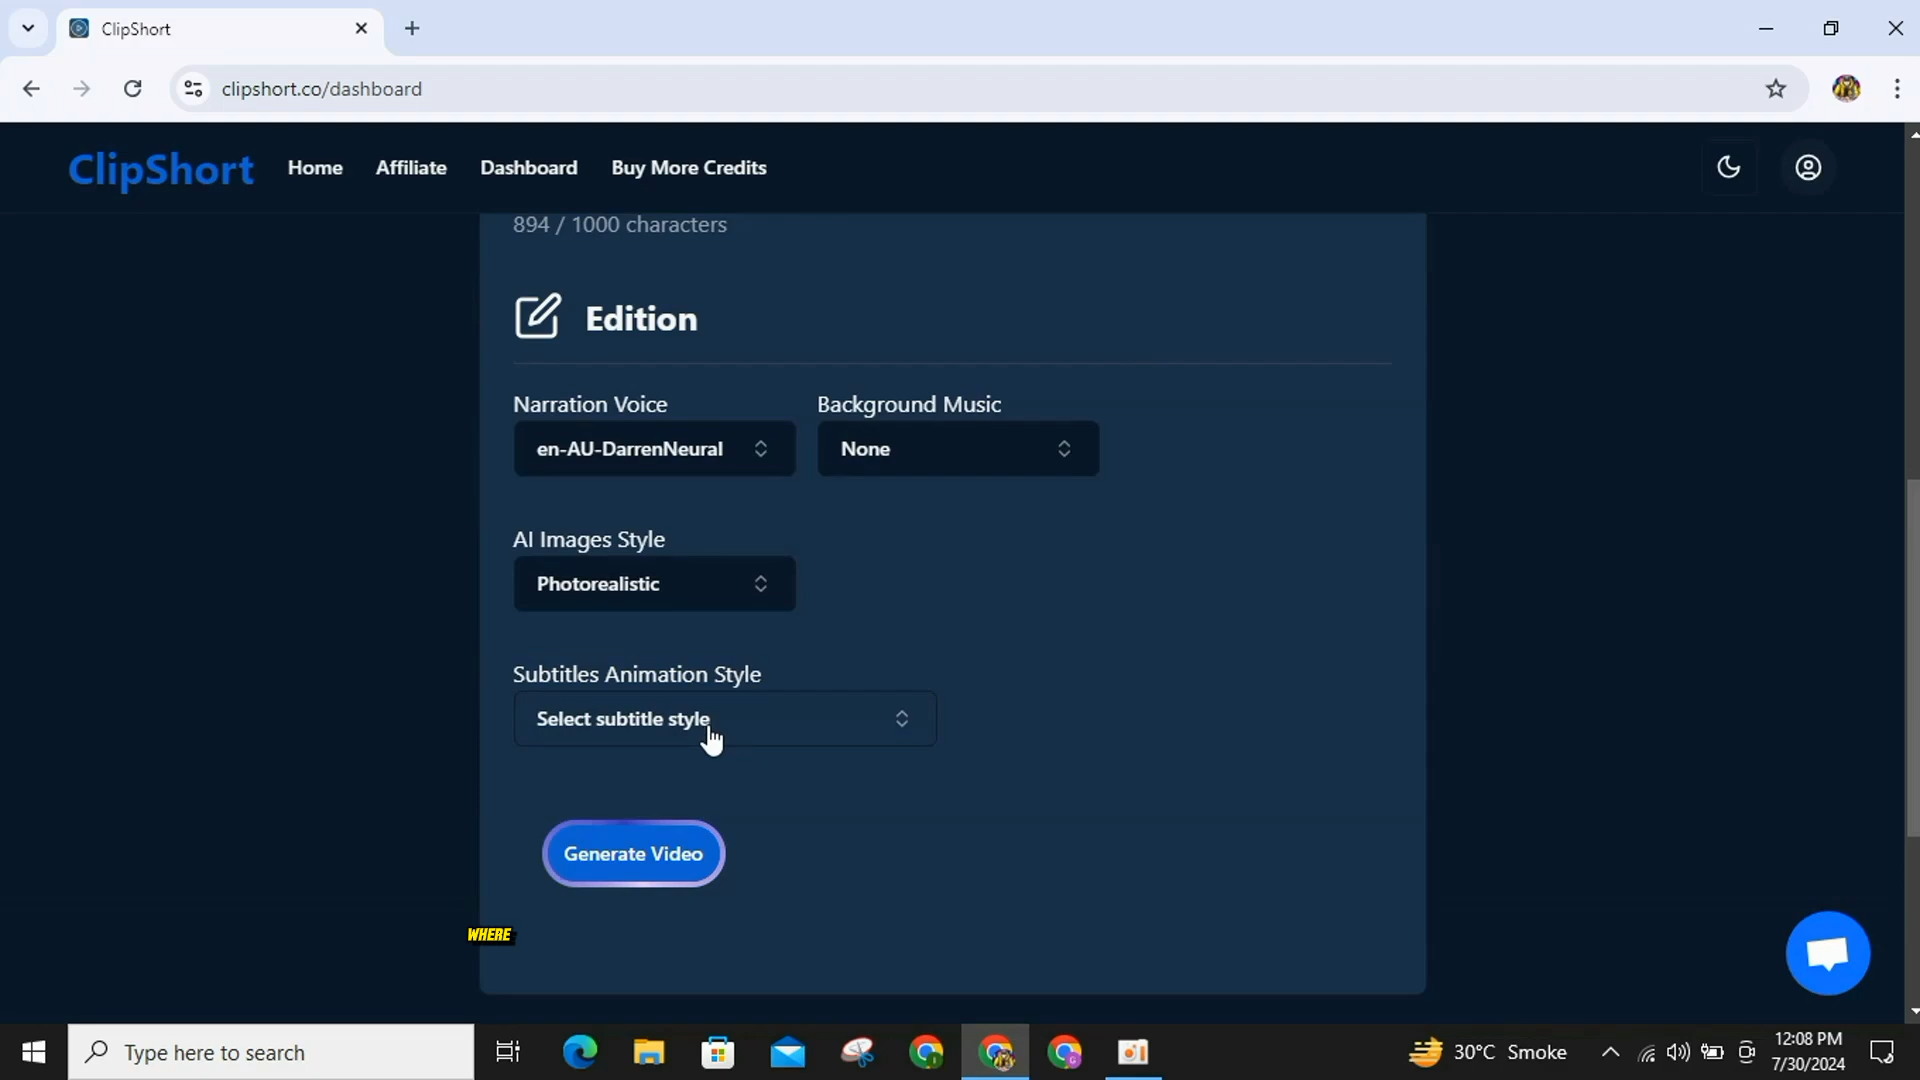 ClipShort
clipshort.co/dashboard
ClipShort Home Affiliate Dashboard Buy More Credits
894 / 1000 characters
Edition
Narration Voice Background Music
en-AU-DarrenNeural None
AI Images Style
Photorealistic
Subtitles Animation Style
Select subtitle style
Generate Video
WHERE
Type here to search
30°C Smoke
12:08 PM
7/30/2024